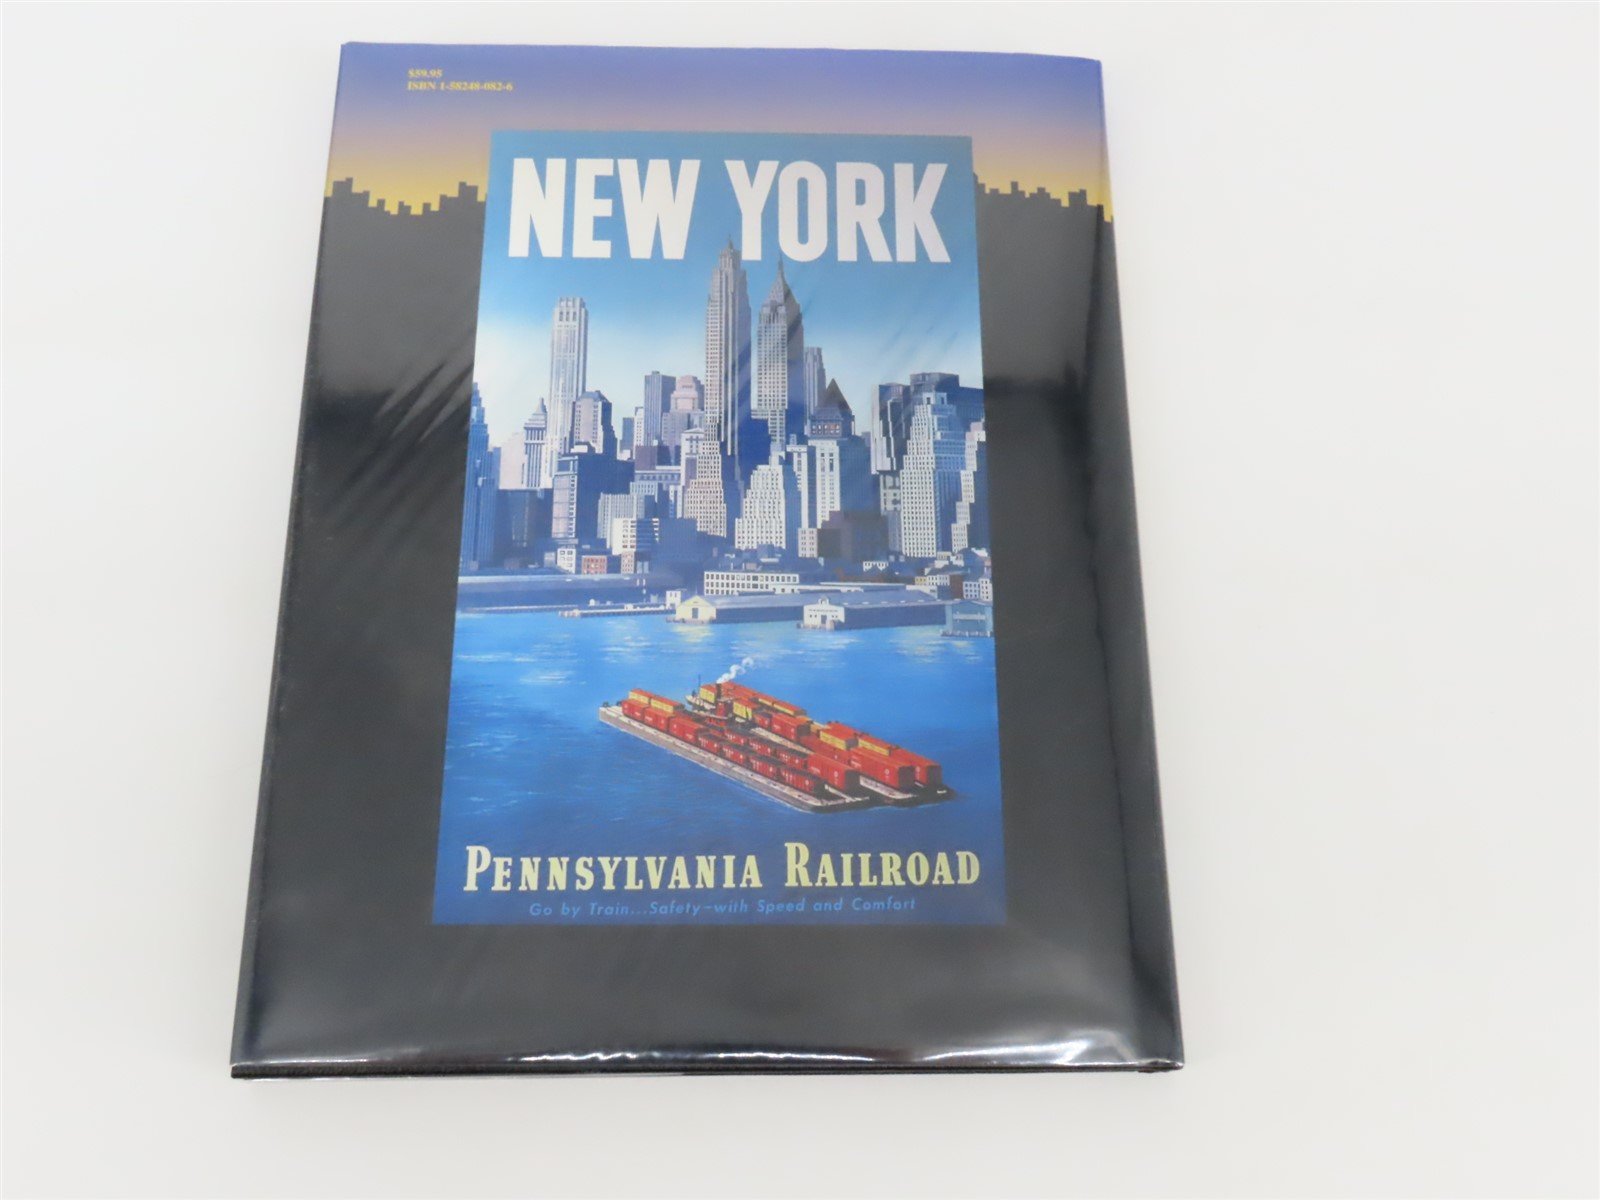 $59.95
ISBN 1-58248-082-6
NEW YORK
PENNSYLVANIA RAILROAD
Go by Train...Safety-with Speed and Comfort